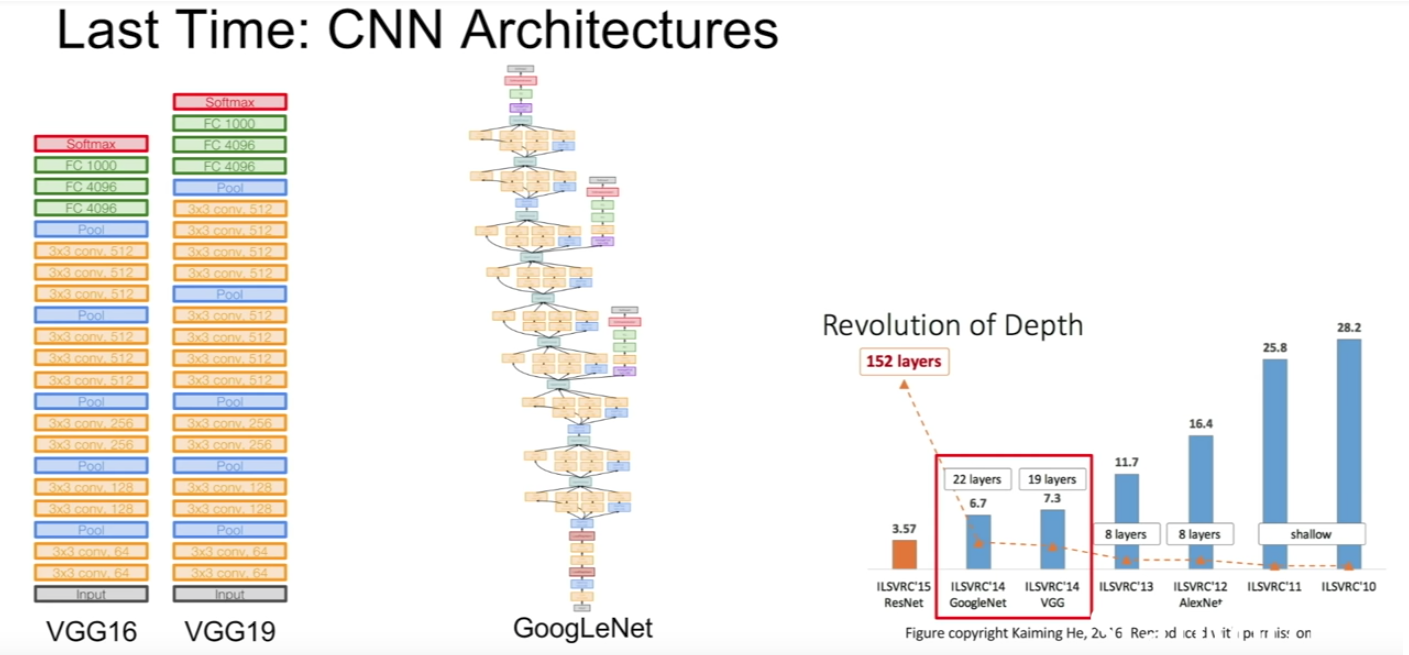 Last Time: CNN Architectures
Softmax
FC 1000
FC 4096
FC 4096
Pool
3x3 conv, 512
3x3 conv, 512
3x3 conv, 512
Pool
3x3 conv, 512
3x3 conv, 512
3x3 conv, 512
Pool
3x3 conv, 256
3x3 conv, 256
Pool
3x3 conv, 128
3x3 conv, 128
Pool
3x3 conv, 64
3x3 conv, 64
Input
VGG16
Softmax
FC 1000
FC 4096
FC 4096
Pool
3x3 conv, 512
3x3 conv, 512
3x3 conv, 512
3x3 conv, 512
Pool
3x3 conv, 512
3x3 conv, 512
3x3 conv, 512
3x3 conv, 512
Pool
3x3 conv, 256
3x3 conv, 256
Pool
3x3 conv, 128
3x3 conv, 128
Pool
3x3 conv, 64
3x3 conv, 64
Input
VGG19
GoogLeNet
Revolution of Depth
152 layers
28.2
25.8
16.4
11.7
22 layers
19 layers
6.7
7.3
3.57
8 layers
8 layers
shallow
ILSVRC'15
ResNet
ILSVRC'14
GoogleNet
ILSVRC'14
VGG
ILSVRC'13
ILSVRC'12
AlexNet
ILSVRC'11
ILSVRC'10
Figure copyright Kaiming He,